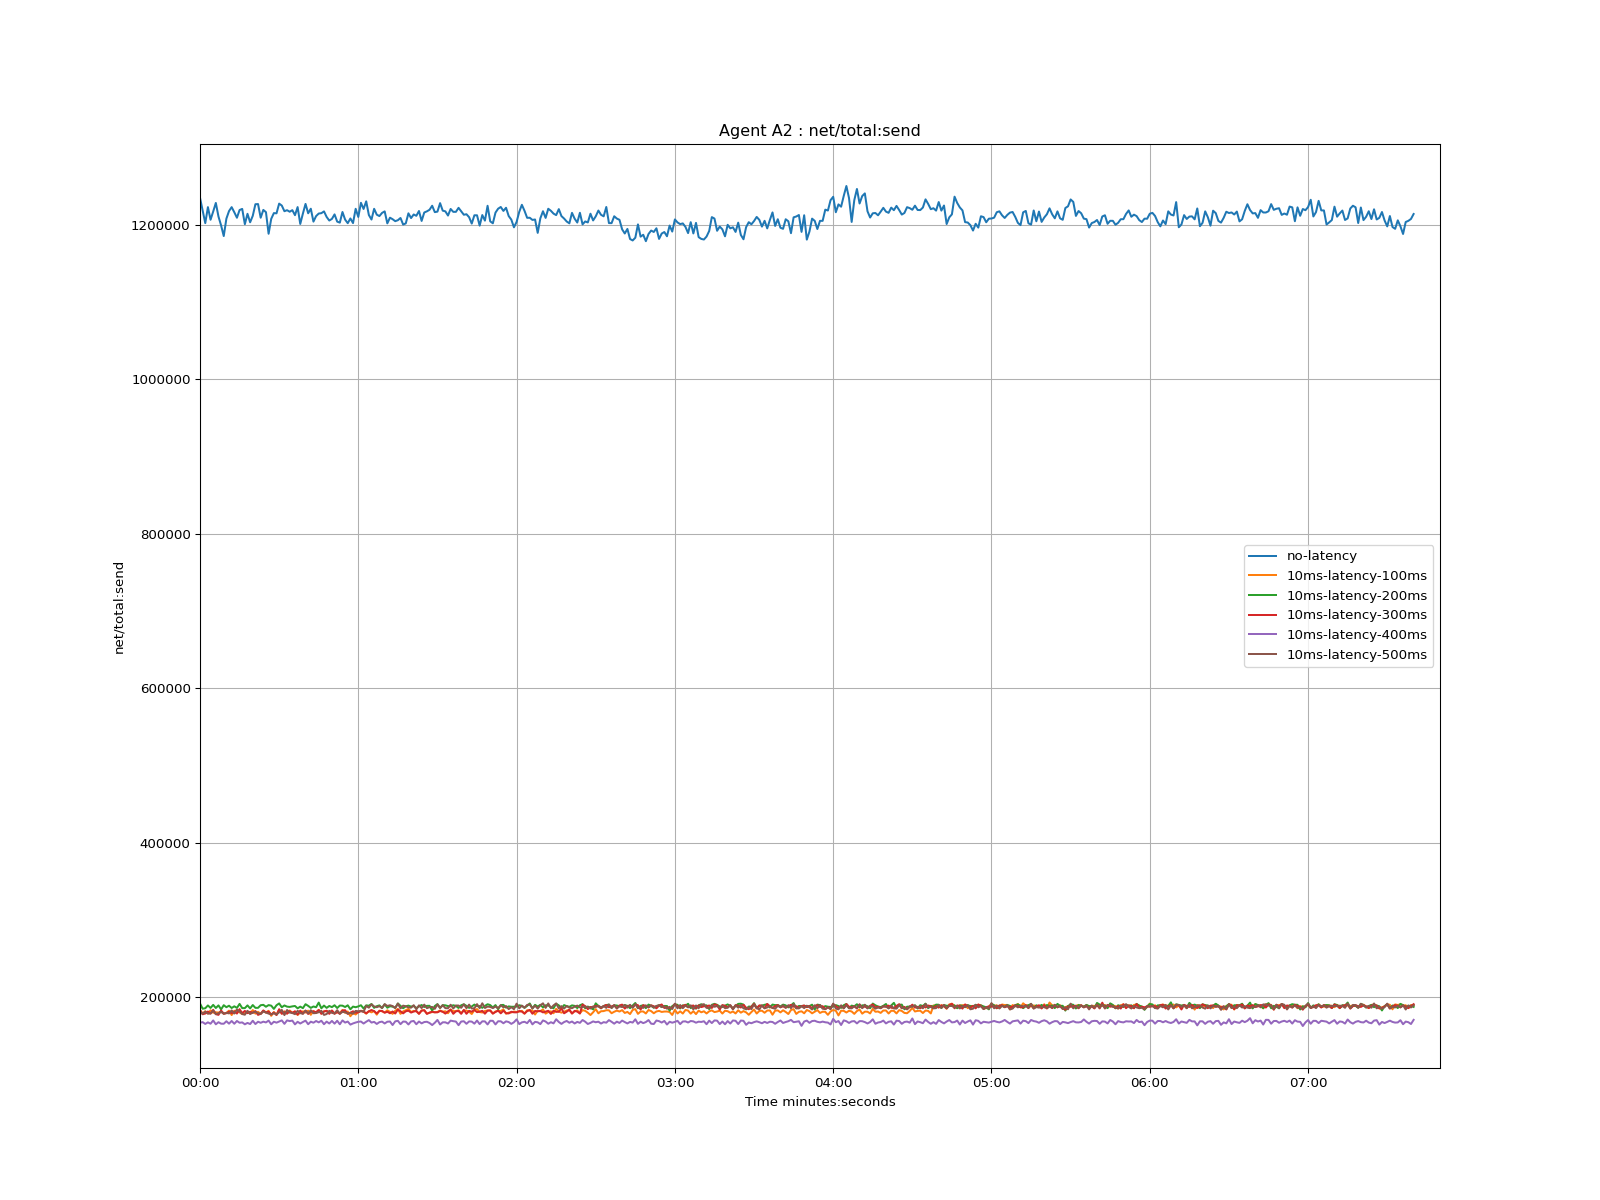 Agent A2 : net/total:send
1200000
1000000
800000
600000
400000
200000
net/total:send
no-latency
10ms-latency-100ms
10ms-latency-200ms
10ms-latency-300ms
10ms-latency-400ms
10ms-latency-500ms
00:00 01:00 02:00 03:00 04:00 05:00 06:00 07:00
Time minutes:seconds